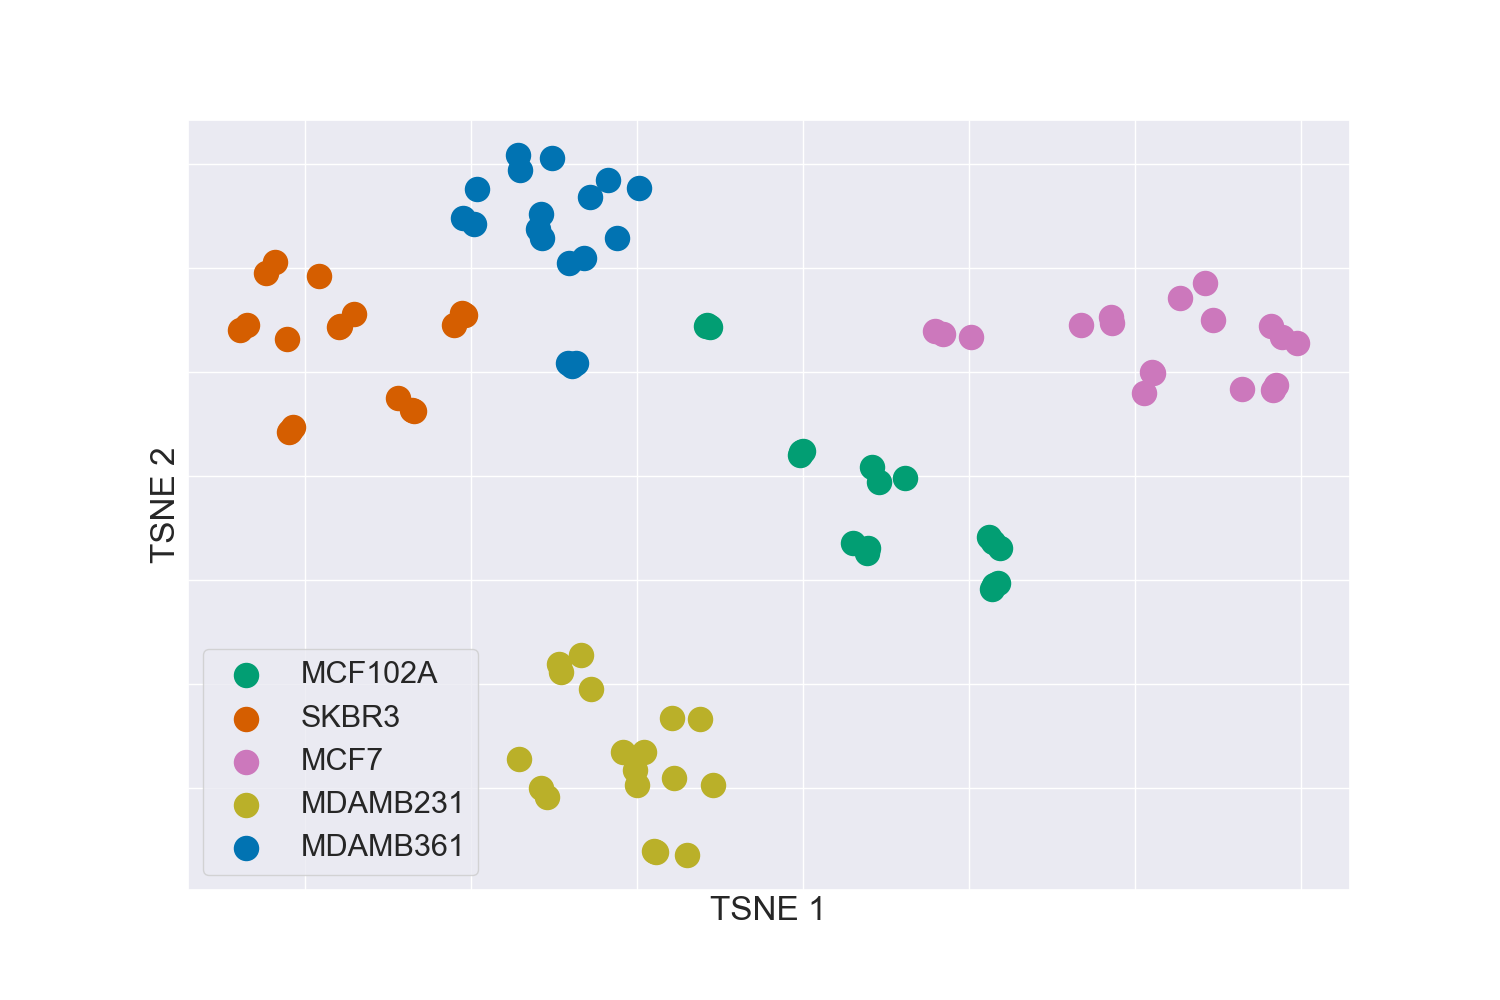 TSNE 2
MCF102A
SKBR3
MCF7
MDAMB231
MDAMB361
TSNE 1